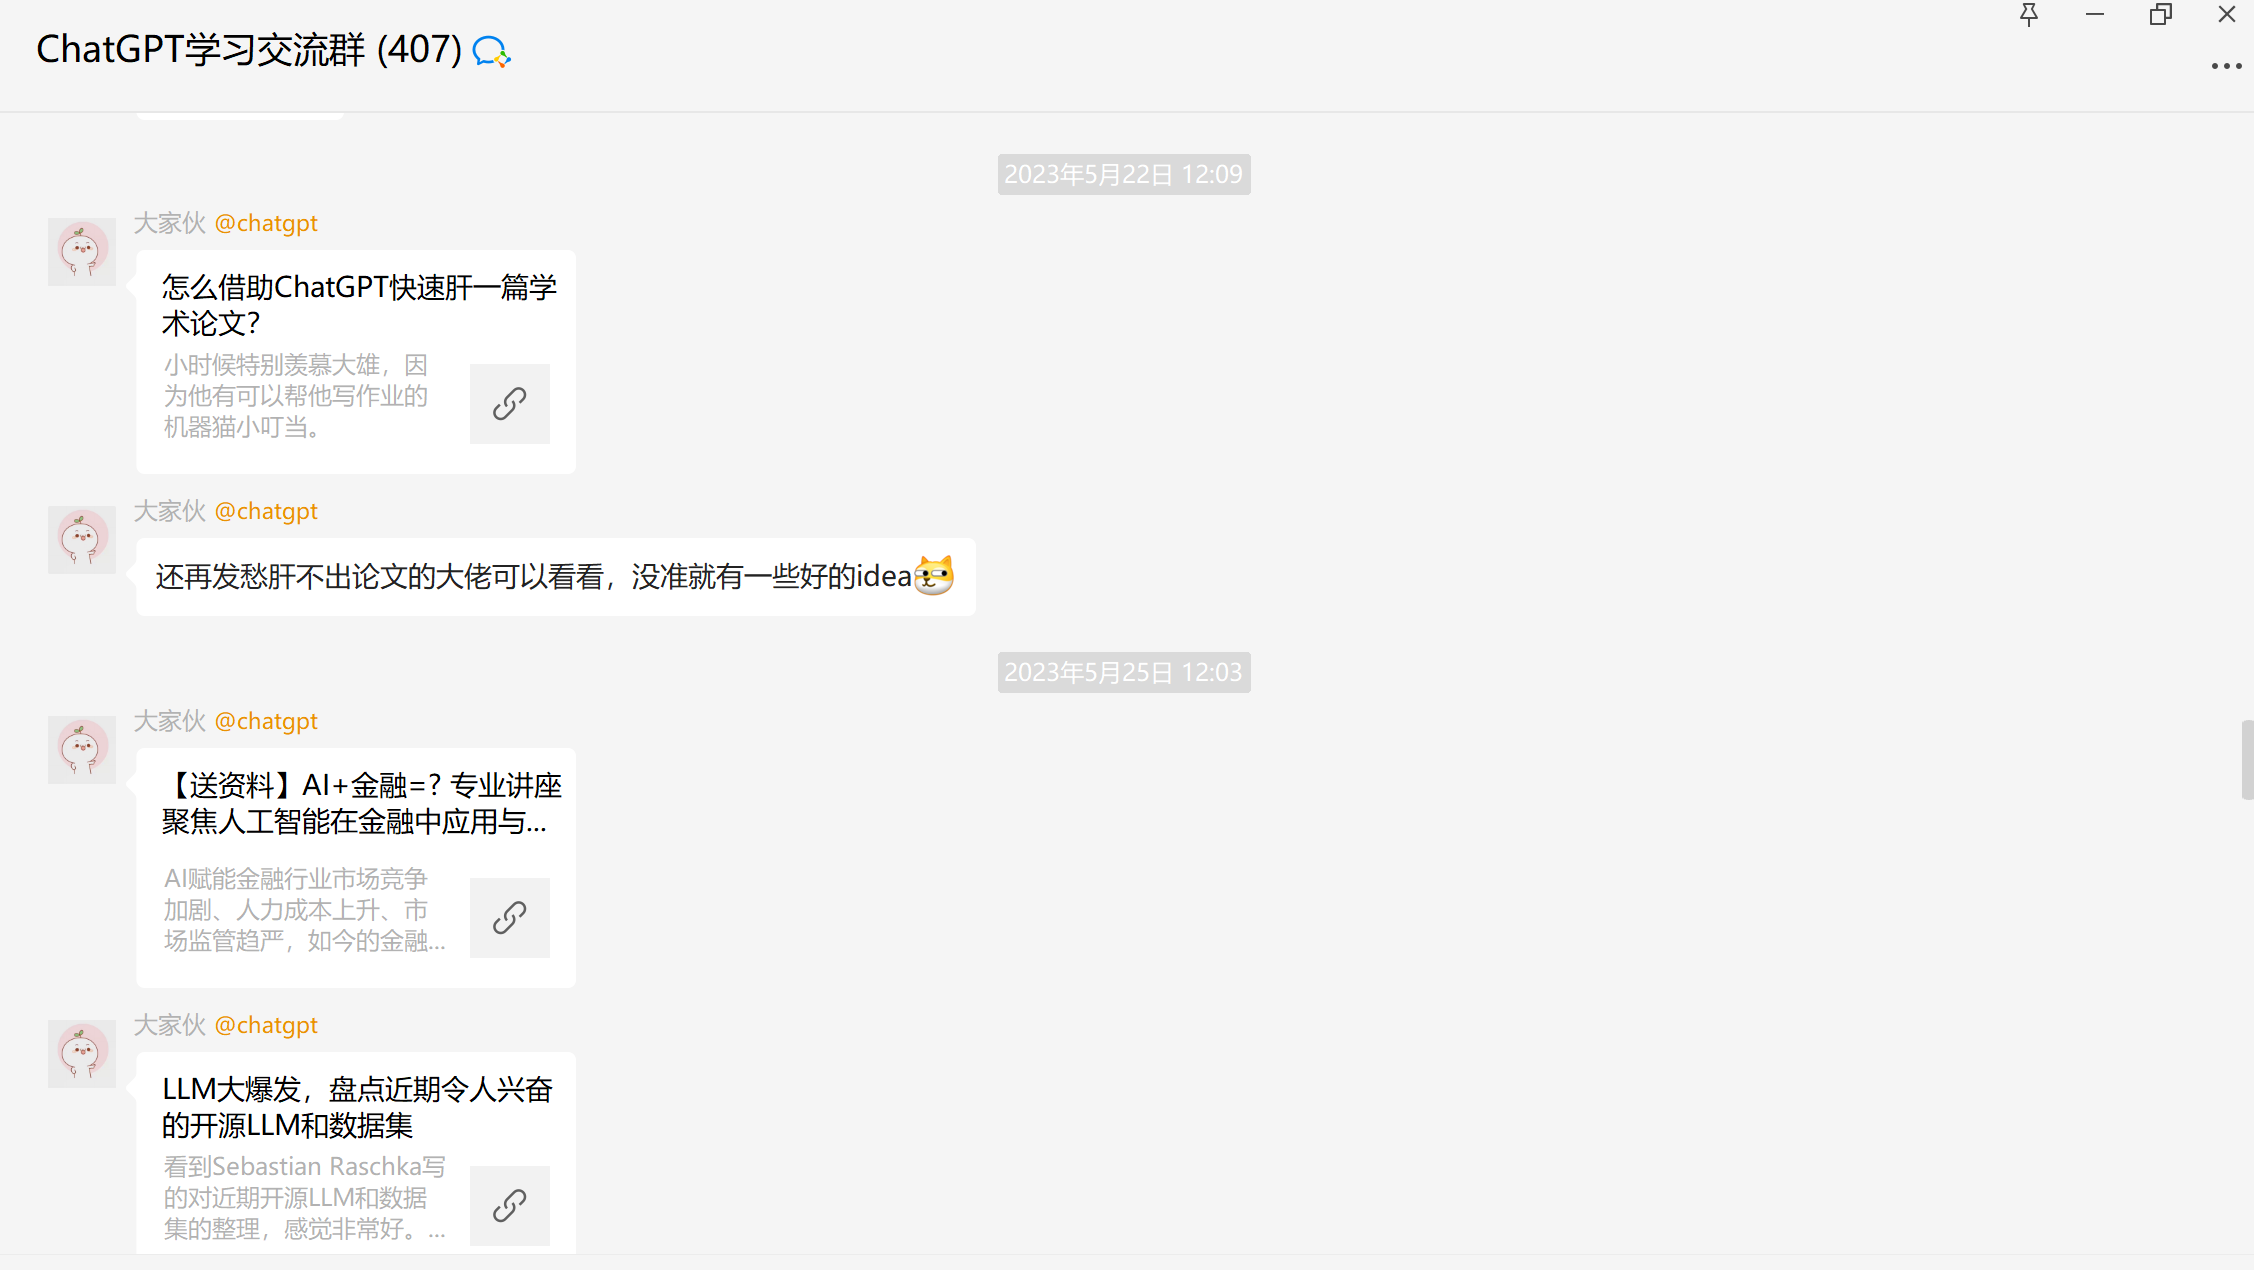 ChatGPT学习交流群 (407)
2023年5月22日 12:09
大家伙 @chatgpt
怎么借助ChatGPT快速肝一篇学
术论文？
小时候特别羡慕大雄，因
为他有可以帮他写作业的
机器猫小叮当。
大家伙 @chatgpt
还再发愁肝不出论文的大佬可以看看，没准就有一些好的idea
2023年5月25日 12:03
大家伙 @chatgpt
【送资料】AI+金融=? 专业讲座
聚焦人工智能在金融中应用与...
AI赋能金融行业市场竞争
加剧、人力成本上升、市
场监管趋严，如今的金融...
大家伙 @chatgpt
LLM大爆发，盘点近期令人兴奋
的开源LLM和数据集
看到Sebastian Raschka写
的对近期开源LLM和数据
集的整理，感觉非常好。...